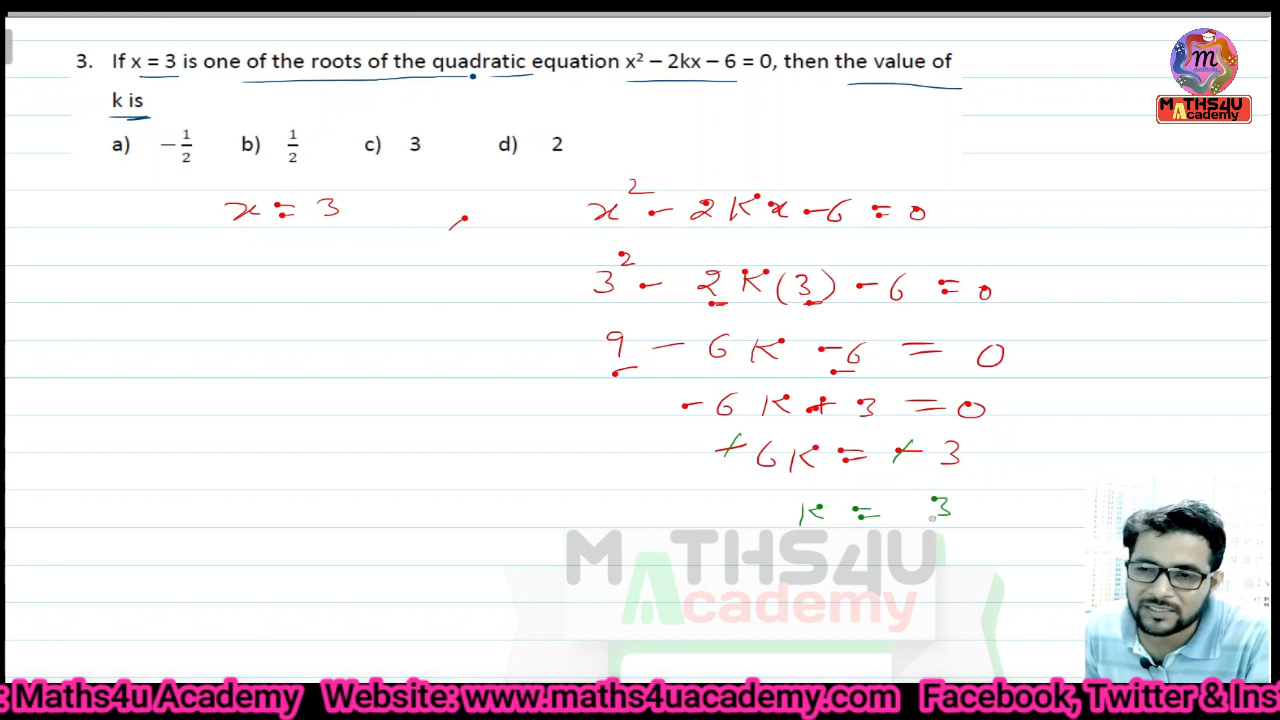 3. If x = 3 is one of the roots of the quadratic equation x² − 2kx − 6 = 0, then the value of
k is
a) −1/2 b) 1/2 c) 3 d) 2
x = 3 , x² - 2kx - 6 = 0
3² - 2k(3) - 6 = 0
9 - 6k - 6 = 0
-6k + 3 = 0
-6k = -3
k = 3
m
MATHS4U
Academy
MATHS4U
Academy
: Maths4u Academy Website: www.maths4uacademy.com Facebook, Twitter & Inst